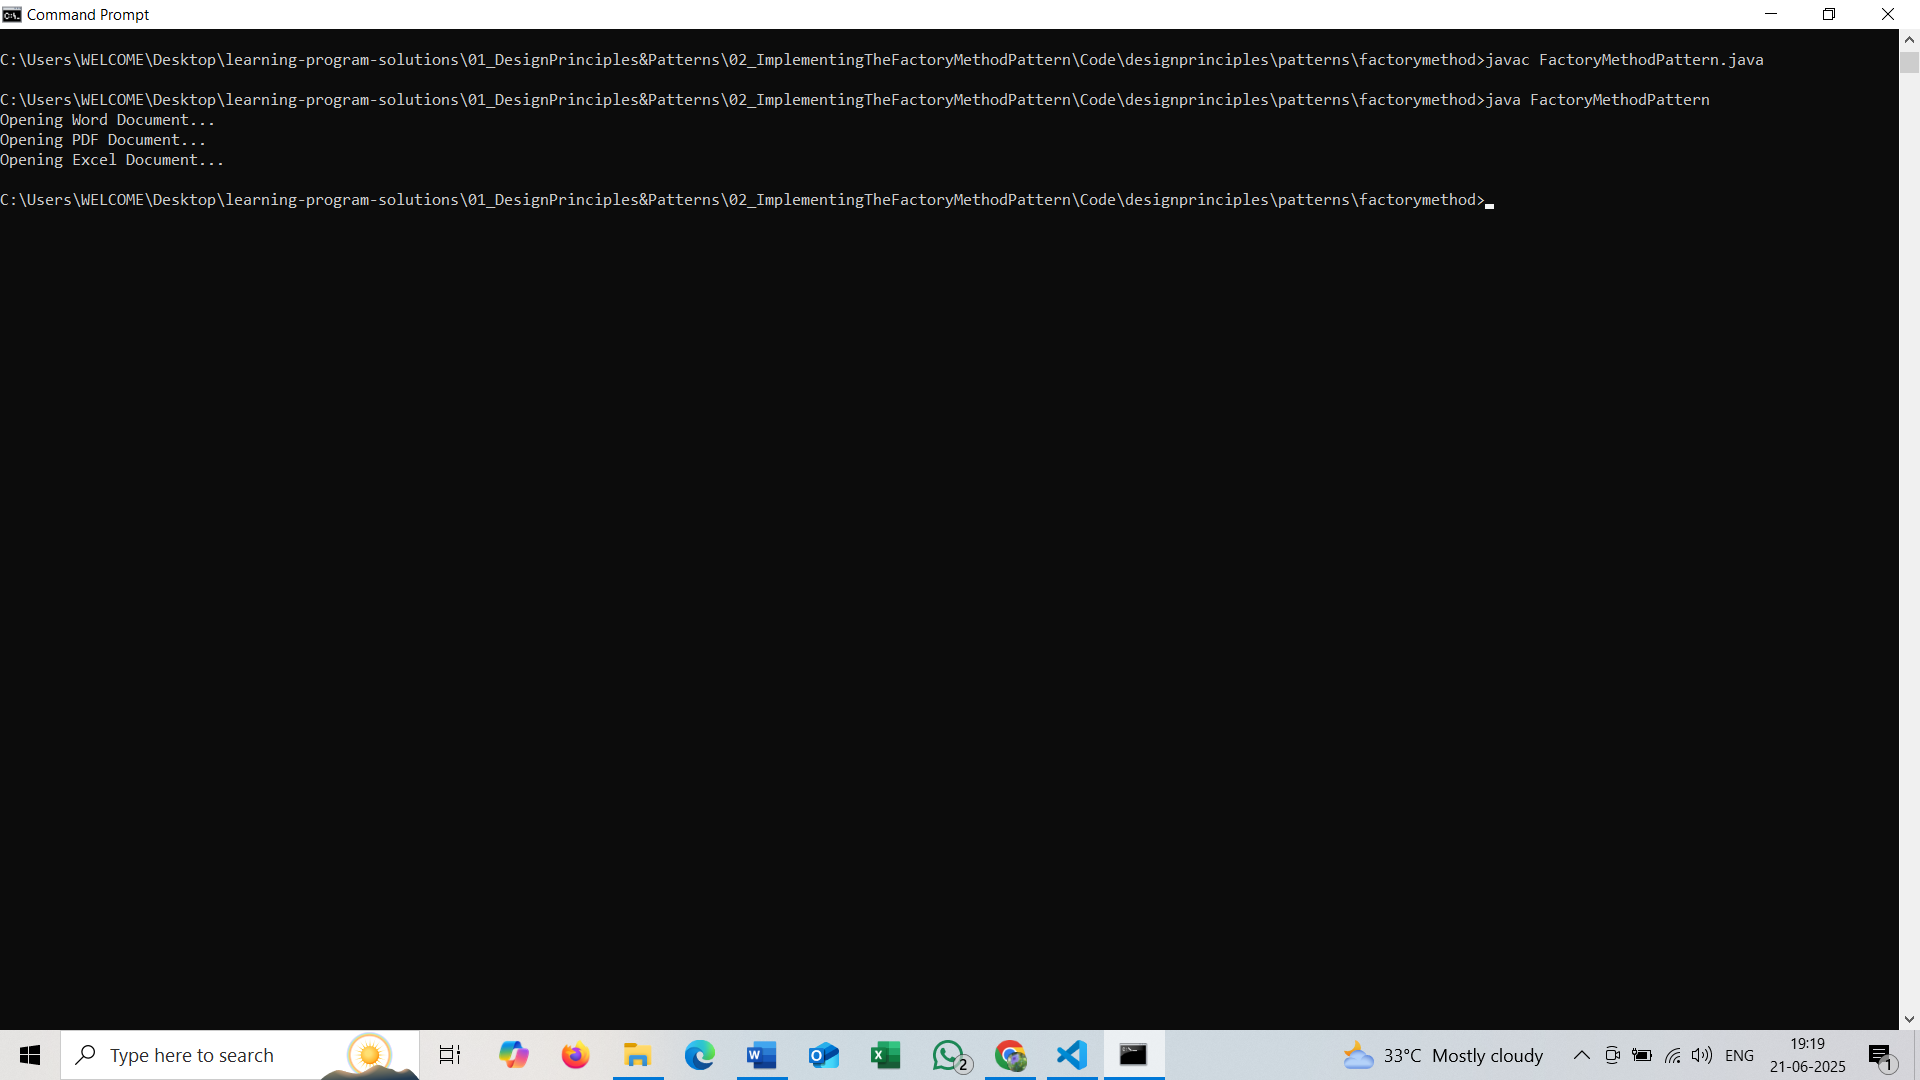 Command Prompt
C:\Users\WELCOME\Desktop\learning-program-solutions\01_DesignPrinciples&Patterns\02_ImplementingTheFactoryMethodPattern\Code\designprinciples\patterns\factorymethod>javac FactoryMethodPattern.java
C:\Users\WELCOME\Desktop\learning-program-solutions\01_DesignPrinciples&Patterns\02_ImplementingTheFactoryMethodPattern\Code\designprinciples\patterns\factorymethod>java FactoryMethodPattern
Opening Word Document...
Opening PDF Document...
Opening Excel Document...
C:\Users\WELCOME\Desktop\learning-program-solutions\01_DesignPrinciples&Patterns\02_ImplementingTheFactoryMethodPattern\Code\designprinciples\patterns\factorymethod>
Type here to search
2
33°C Mostly cloudy
ENG
19:19
21-06-2025
1